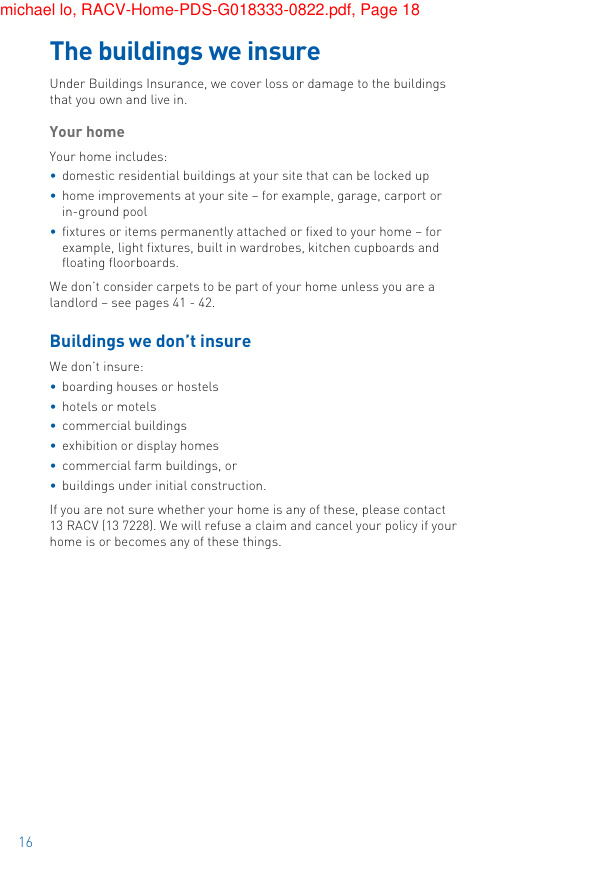 michael lo, RACV-Home-PDS-G018333-0822.pdf, Page 18
The buildings we insure
Under Buildings Insurance, we cover loss or damage to the buildings
that you own and live in.
Your home
Your home includes:
• domestic residential buildings at your site that can be locked up
• home improvements at your site – for example, garage, carport or
in-ground pool
• fixtures or items permanently attached or fixed to your home – for
example, light fixtures, built in wardrobes, kitchen cupboards and
floating floorboards.
We don't consider carpets to be part of your home unless you are a
landlord – see pages 41 - 42.
Buildings we don't insure
We don't insure:
• boarding houses or hostels
• hotels or motels
• commercial buildings
• exhibition or display homes
• commercial farm buildings, or
• buildings under initial construction.
If you are not sure whether your home is any of these, please contact
13 RACV (13 7228). We will refuse a claim and cancel your policy if your
home is or becomes any of these things.
16